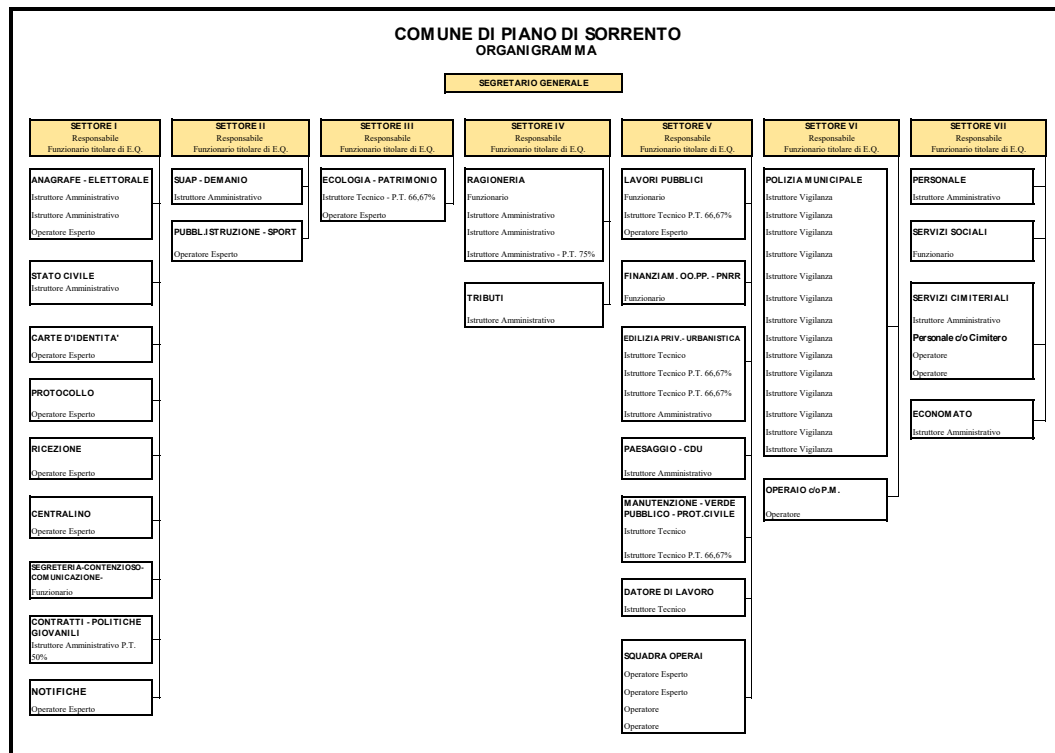 COMUNE DI PIANO DI SORRENTO
ORGANIGRAMMA
SEGRETARIO GENERALE
SETTORE I
Responsabile
Funzionario titolare di E.Q.
ANAGRAFE - ELETTORALE
Istruttore Amministrativo
Istruttore Amministrativo
Operatore Esperto
STATO CIVILE
Istruttore Amministrativo
CARTE D'IDENTITA'
Operatore Esperto
PROTOCOLLO
Operatore Esperto
RICEZIONE
Operatore Esperto
CENTRALINO
Operatore Esperto
SEGRETERIA-CONTENZIOSO-
COMUNICAZIONE-
Funzionario
CONTRATTI - POLITICHE
GIOVANILI
Istruttore Amministrativo P.T.
50%
NOTIFICHE
Operatore Esperto
SETTORE II
Responsabile
Funzionario titolare di E.Q.
SUAP - DEMANIO
Istruttore Amministrativo
PUBBL.ISTRUZIONE - SPORT
Operatore Esperto
SETTORE III
Responsabile
Funzionario titolare di E.Q.
ECOLOGIA - PATRIMONIO
Istruttore Tecnico - P.T. 66,67%
Operatore Esperto
SETTORE IV
Responsabile
Funzionario titolare di E.Q.
RAGIONERIA
Funzionario
Istruttore Amministrativo
Istruttore Amministrativo
Istruttore Amministrativo - P.T. 75%
TRIBUTI
Istruttore Amministrativo
SETTORE V
Responsabile
Funzionario titolare di E.Q.
LAVORI PUBBLICI
Funzionario
Istruttore Tecnico P.T. 66,67%
Operatore Esperto
FINANZIAM. OO.PP. - PNRR
Funzionario
EDILIZIA PRIV.- URBANISTICA
Istruttore Tecnico
Istruttore Tecnico P.T. 66,67%
Istruttore Tecnico P.T. 66,67%
Istruttore Amministrativo
PAESAGGIO - CDU
Istruttore Amministrativo
MANUTENZIONE - VERDE
PUBBLICO - PROT.CIVILE
Istruttore Tecnico
Istruttore Tecnico P.T. 66,67%
DATORE DI LAVORO
Istruttore Tecnico
SQUADRA OPERAI
Operatore Esperto
Operatore Esperto
Operatore
Operatore
SETTORE VI
Responsabile
Funzionario titolare di E.Q.
POLIZIA MUNICIPALE
Istruttore Vigilanza
Istruttore Vigilanza
Istruttore Vigilanza
Istruttore Vigilanza
Istruttore Vigilanza
Istruttore Vigilanza
Istruttore Vigilanza
Istruttore Vigilanza
Istruttore Vigilanza
Istruttore Vigilanza
Istruttore Vigilanza
Istruttore Vigilanza
Istruttore Vigilanza
Istruttore Vigilanza
OPERAIO c/o P.M.
Operatore
SETTORE VII
Responsabile
Funzionario titolare di E.Q.
PERSONALE
Istruttore Amministrativo
SERVIZI SOCIALI
Funzionario
SERVIZI CIMITERIALI
Istruttore Amministrativo
Personale c/o Cimitero
Operatore
Operatore
ECONOMATO
Istruttore Amministrativo